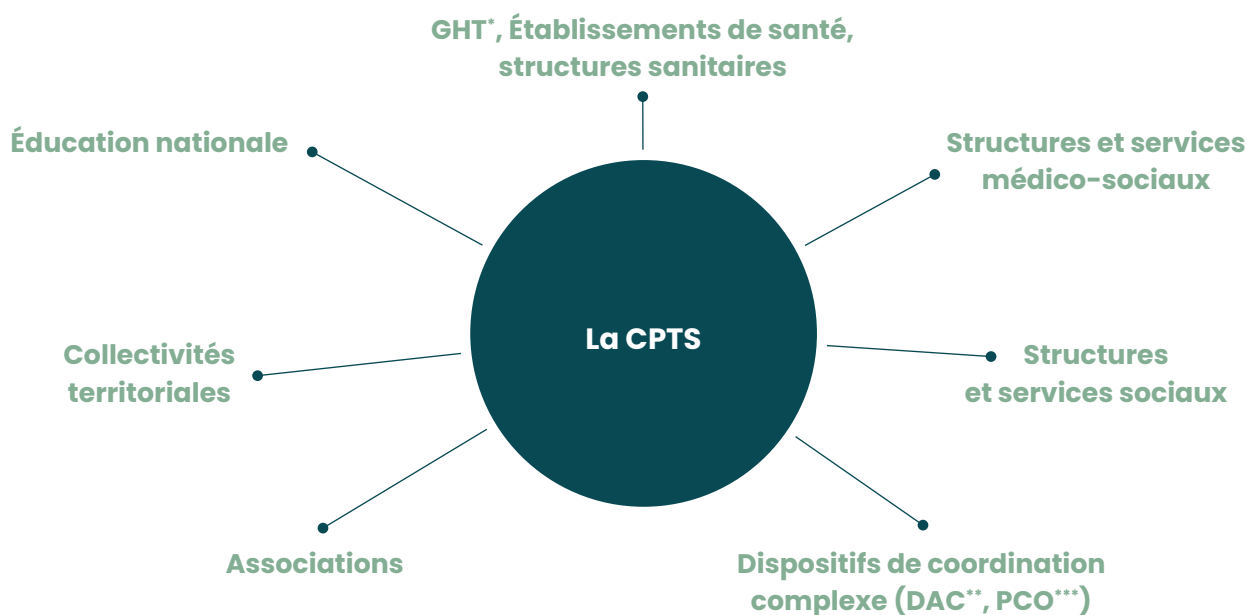 GHT*, Établissements de santé,
structures sanitaires
Éducation nationale
Structures et services
médico-sociaux
La CPTS
Collectivités
territoriales
Structures
et services sociaux
Associations
Dispositifs de coordination
complexe (DAC**, PCO***)